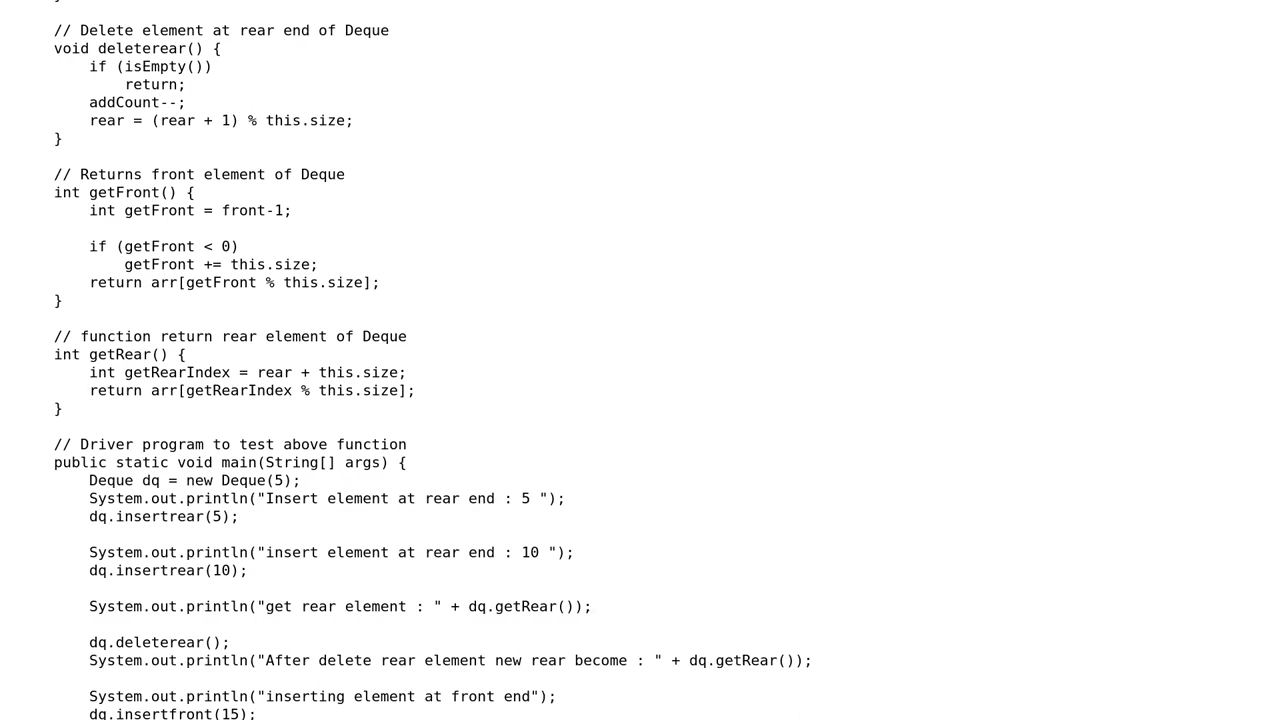 }
// Delete element at rear end of Deque
void deleterear() {
    if (isEmpty())
        return;
    addCount--;
    rear = (rear + 1) % this.size;
}
// Returns front element of Deque
int getFront() {
    int getFront = front-1;
    if (getFront < 0)
        getFront += this.size;
    return arr[getFront % this.size];
}
// function return rear element of Deque
int getRear() {
    int getRearIndex = rear + this.size;
    return arr[getRearIndex % this.size];
}
// Driver program to test above function
public static void main(String[] args) {
    Deque dq = new Deque(5);
    System.out.println("Insert element at rear end : 5 ");
    dq.insertrear(5);
    System.out.println("insert element at rear end : 10 ");
    dq.insertrear(10);
    System.out.println("get rear element : " + dq.getRear());
    dq.deleterear();
    System.out.println("After delete rear element new rear become : " + dq.getRear());
    System.out.println("inserting element at front end");
    dq.insertfront(15);